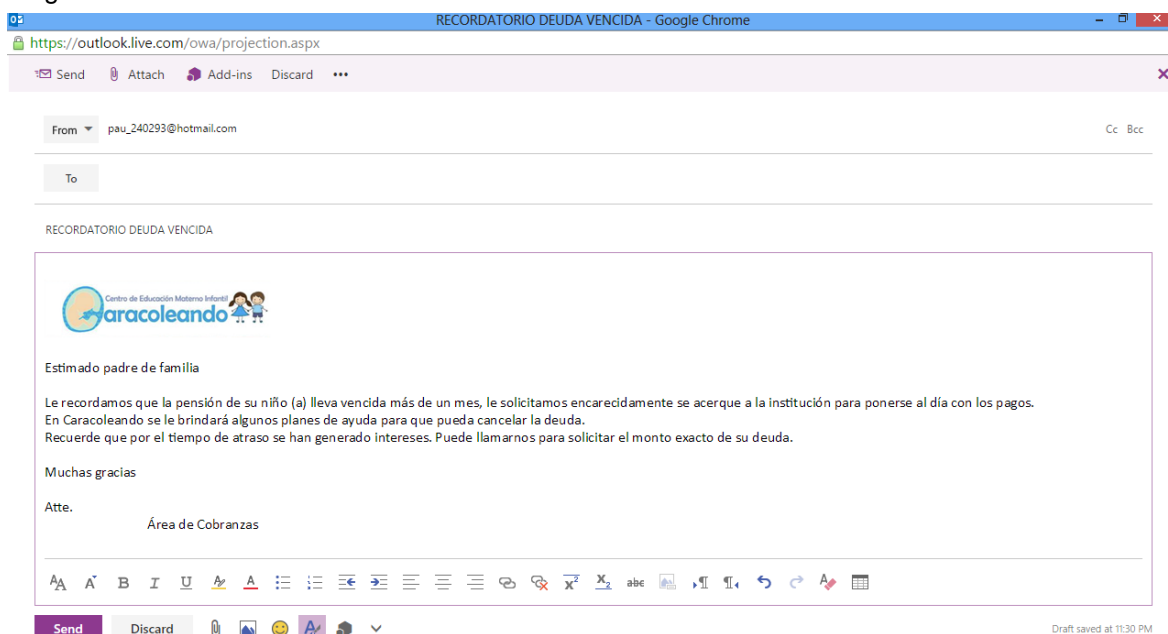 RECORDATORIO DEUDA VENCIDA - Google Chrome
https://outlook.live.com/owa/projection.aspx
Send Attach Add-ins Discard •••
From pau_240293@hotmail.com Cc Bcc
To
RECORDATORIO DEUDA VENCIDA
Centro de Educación Materno Infantil
Caracoleando
Estimado padre de familia
Le recordamos que la pensión de su niño (a) lleva vencida más de un mes, le solicitamos encarecidamente se acerque a la institución para ponerse al día con los pagos.
En Caracoleando se le brindará algunos planes de ayuda para que pueda cancelar la deuda.
Recuerde que por el tiempo de atraso se han generado intereses. Puede llamarnos para solicitar el monto exacto de su deuda.
Muchas gracias
Atte.
Área de Cobranzas
Send Discard Draft saved at 11:30 PM